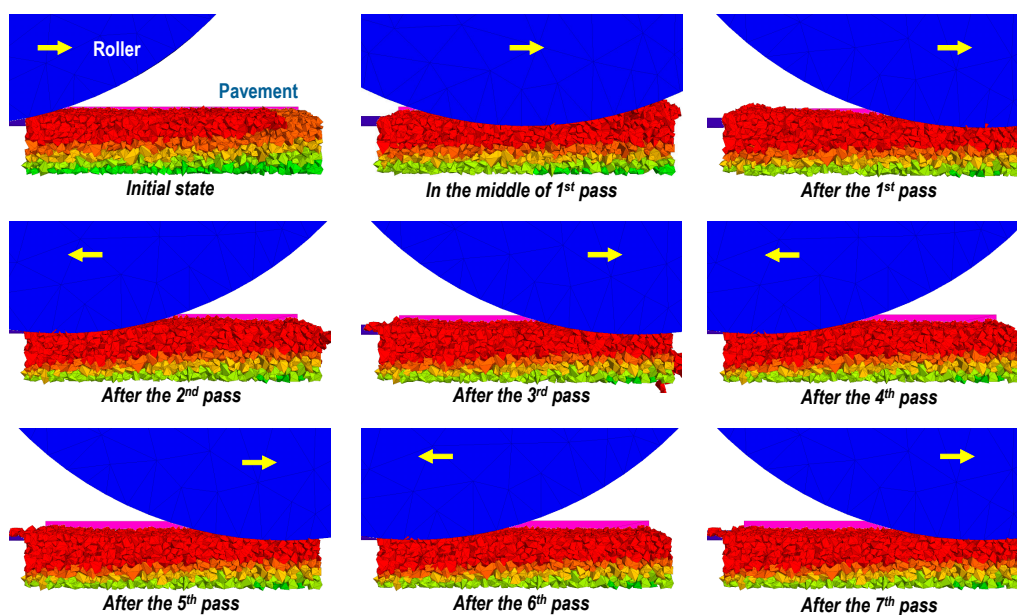 Roller
Pavement
Initial state
In the middle of 1st pass
After the 1st pass
After the 2nd pass
After the 3rd pass
After the 4th pass
After the 5th pass
After the 6th pass
After the 7th pass